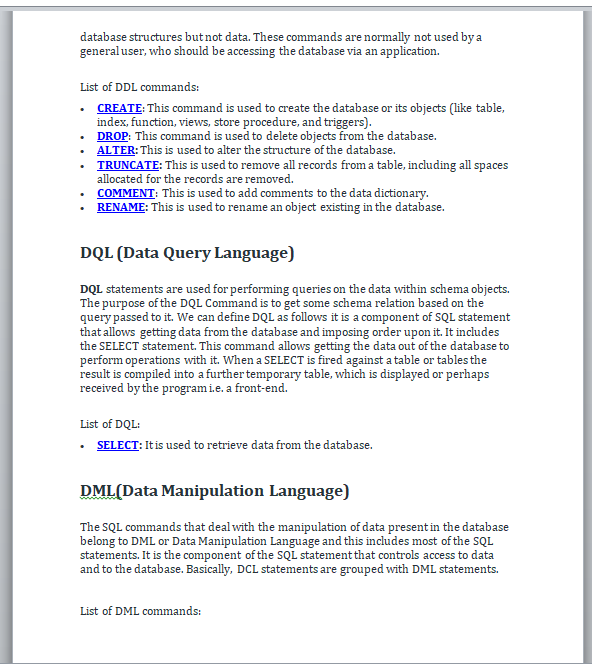 database structures but not data. These commands are normally not used by a
general user, who should be accessing the database via an application.
List of DDL commands:
• CREATE: This command is used to create the database or its objects (like table,
index, function, views, store procedure, and triggers).
• DROP: This command is used to delete objects from the database.
• ALTER: This is used to alter the structure of the database.
• TRUNCATE: This is used to remove all records from a table, including all spaces
allocated for the records are removed.
• COMMENT: This is used to add comments to the data dictionary.
• RENAME: This is used to rename an object existing in the database.
DQL (Data Query Language)
DQL statements are used for performing queries on the data within schema objects.
The purpose of the DQL Command is to get some schema relation based on the
query passed to it. We can define DQL as follows it is a component of SQL statement
that allows getting data from the database and imposing order upon it. It includes
the SELECT statement. This command allows getting the data out of the database to
perform operations with it. When a SELECT is fired against a table or tables the
result is compiled into a further temporary table, which is displayed or perhaps
received by the program i.e. a front-end.
List of DQL:
• SELECT: It is used to retrieve data from the database.
DML(Data Manipulation Language)
The SQL commands that deal with the manipulation of data present in the database
belong to DML or Data Manipulation Language and this includes most of the SQL
statements. It is the component of the SQL statement that controls access to data
and to the database. Basically, DCL statements are grouped with DML statements.
List of DML commands: